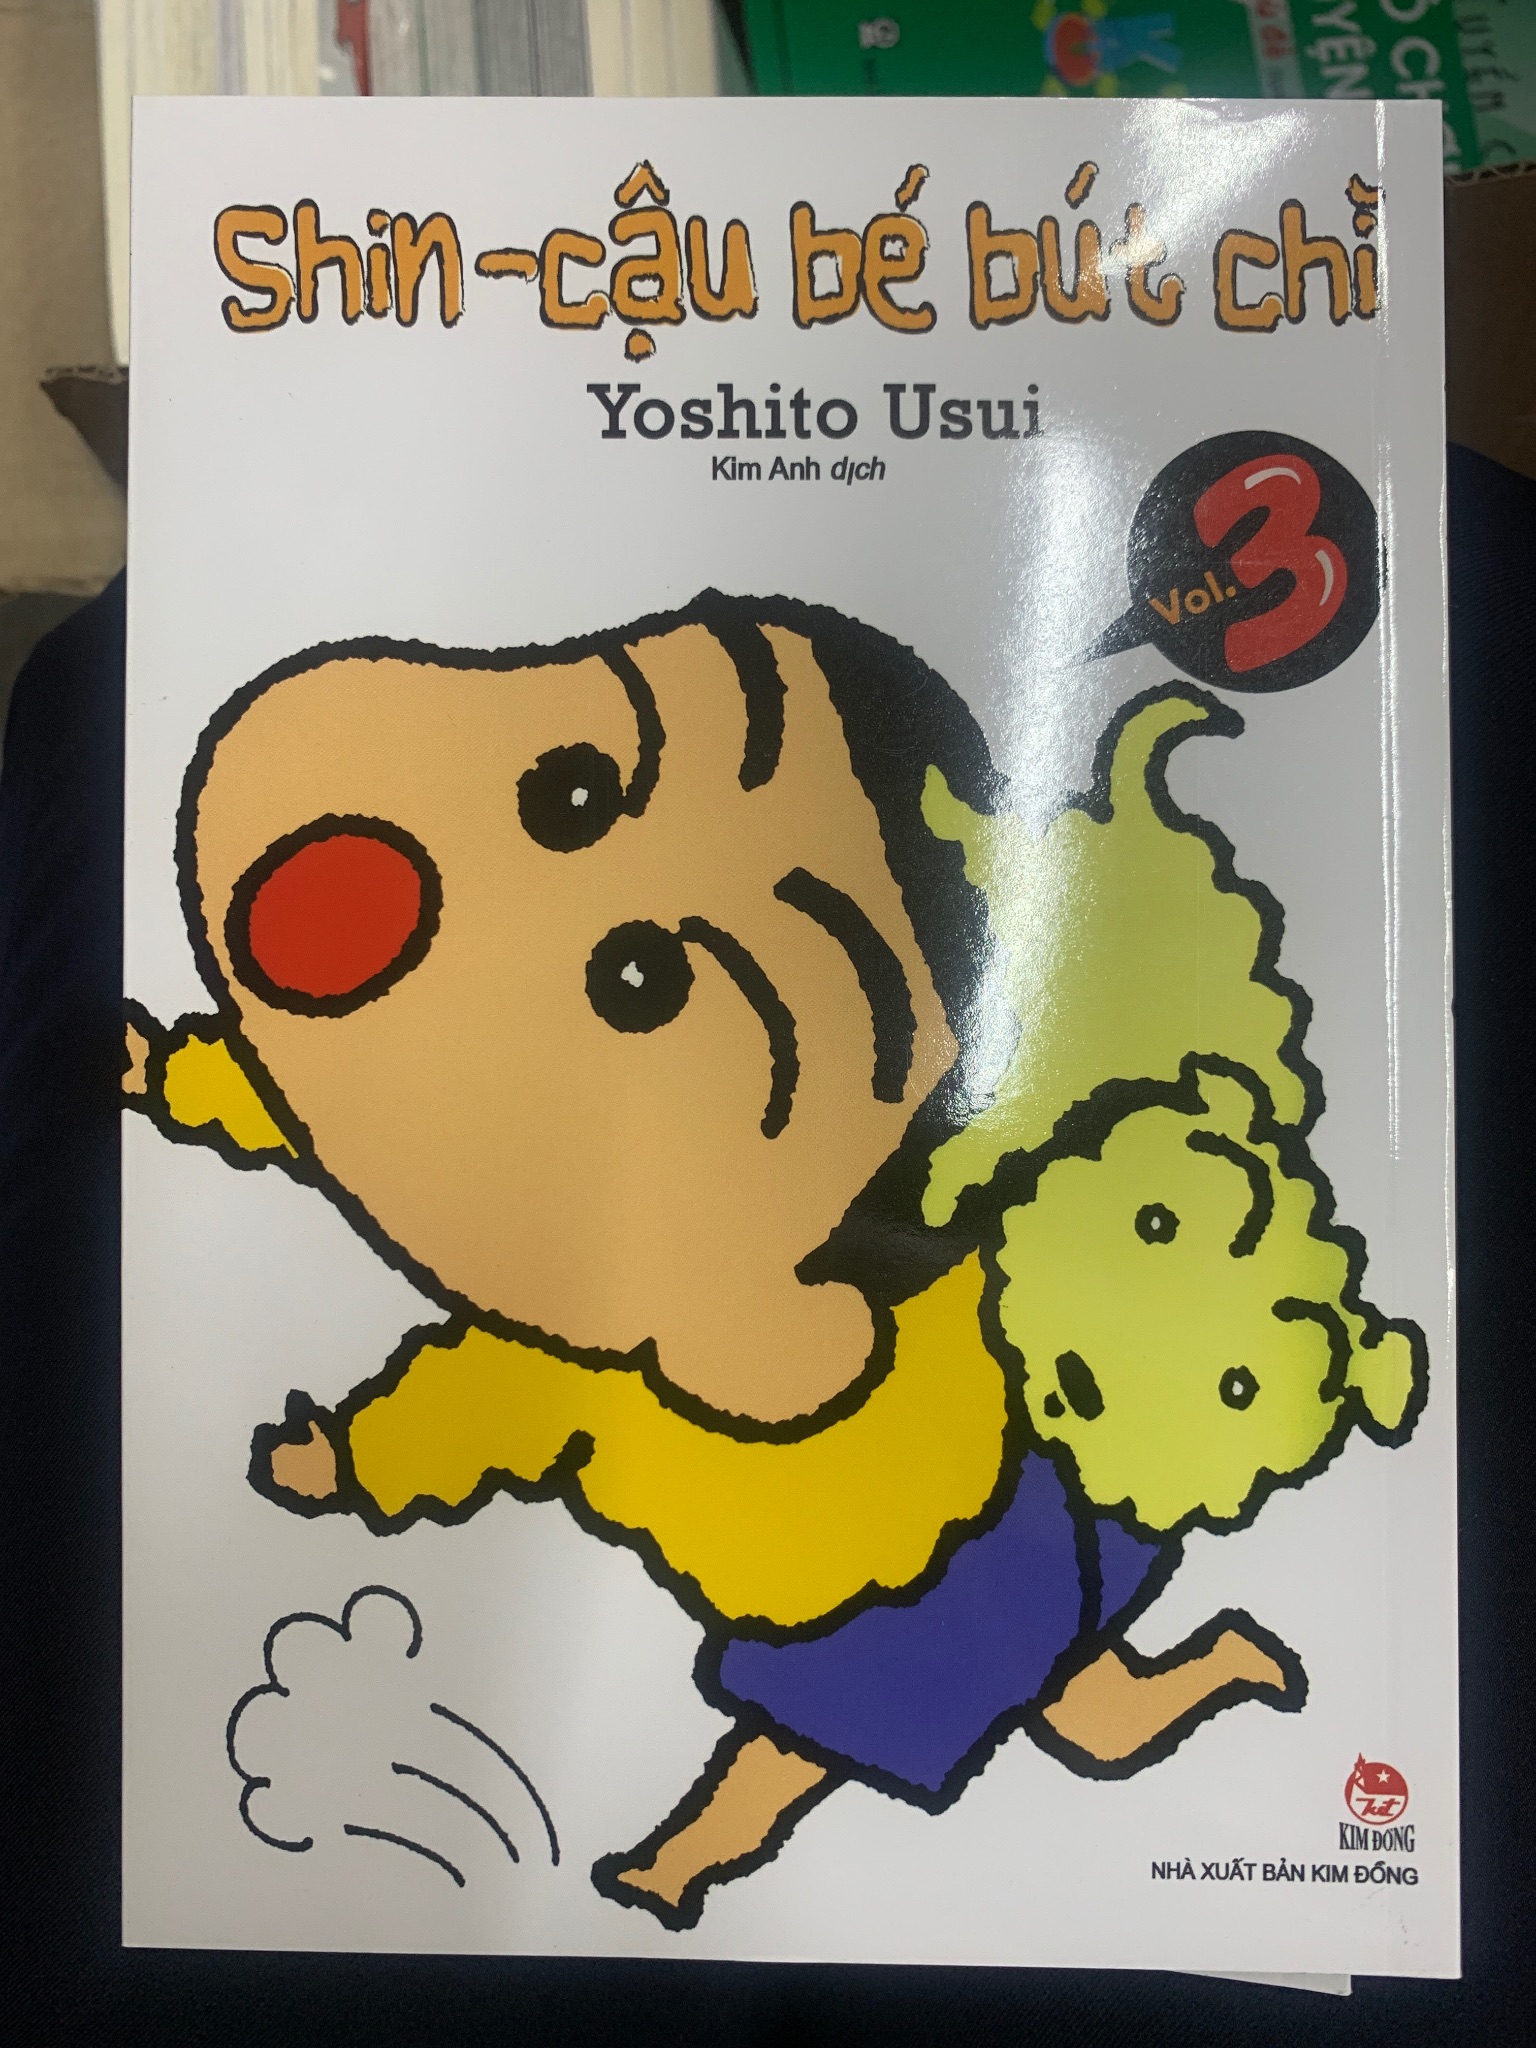 Shin-cậu bé bút chì
Yoshito Usui
Kim Anh dịch
Vol. 3
KIM ĐỒNG
NHÀ XUẤT BẢN KIM ĐỒNG